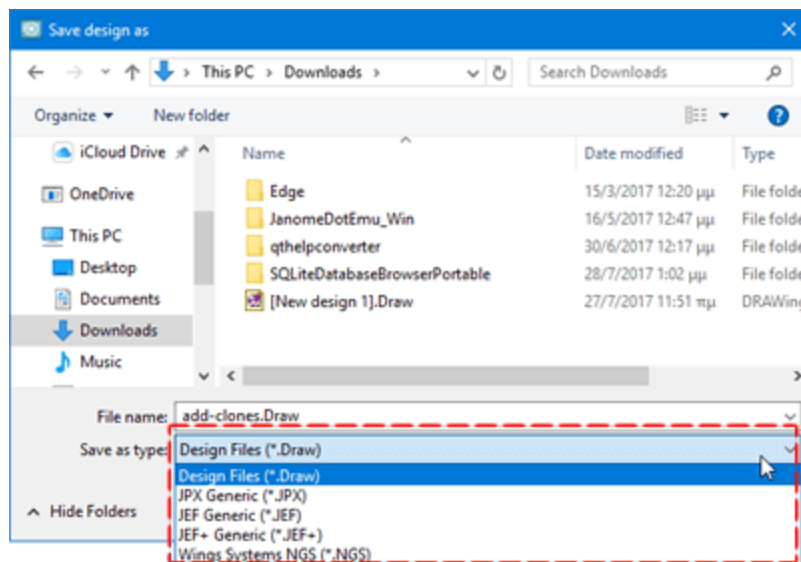 Save design as
This PC > Downloads >
Search Downloads
Organize
New folder
iCloud Drive
OneDrive
This PC
Desktop
Documents
Downloads
Music
Name Date modified Type
Edge 15/3/2017 12:20 μμ File folde
JanomeDotEmu_Win 16/5/2017 12:47 μμ File folde
qthelpconverter 30/6/2017 12:17 μμ File folde
SQLiteDatabaseBrowserPortable 28/7/2017 1:02 μμ File folde
[New design 1].Draw 27/7/2017 11:51 πμ DRAWing
File name: add-clones.Draw
Save as type: Design Files (*.Draw)
Design Files (*.Draw)
JPX Generic (*.JPX)
JEF Generic (*.JEF)
JEF+ Generic (*.JEF+)
Wings Systems NGS (*.NGS)
Hide Folders